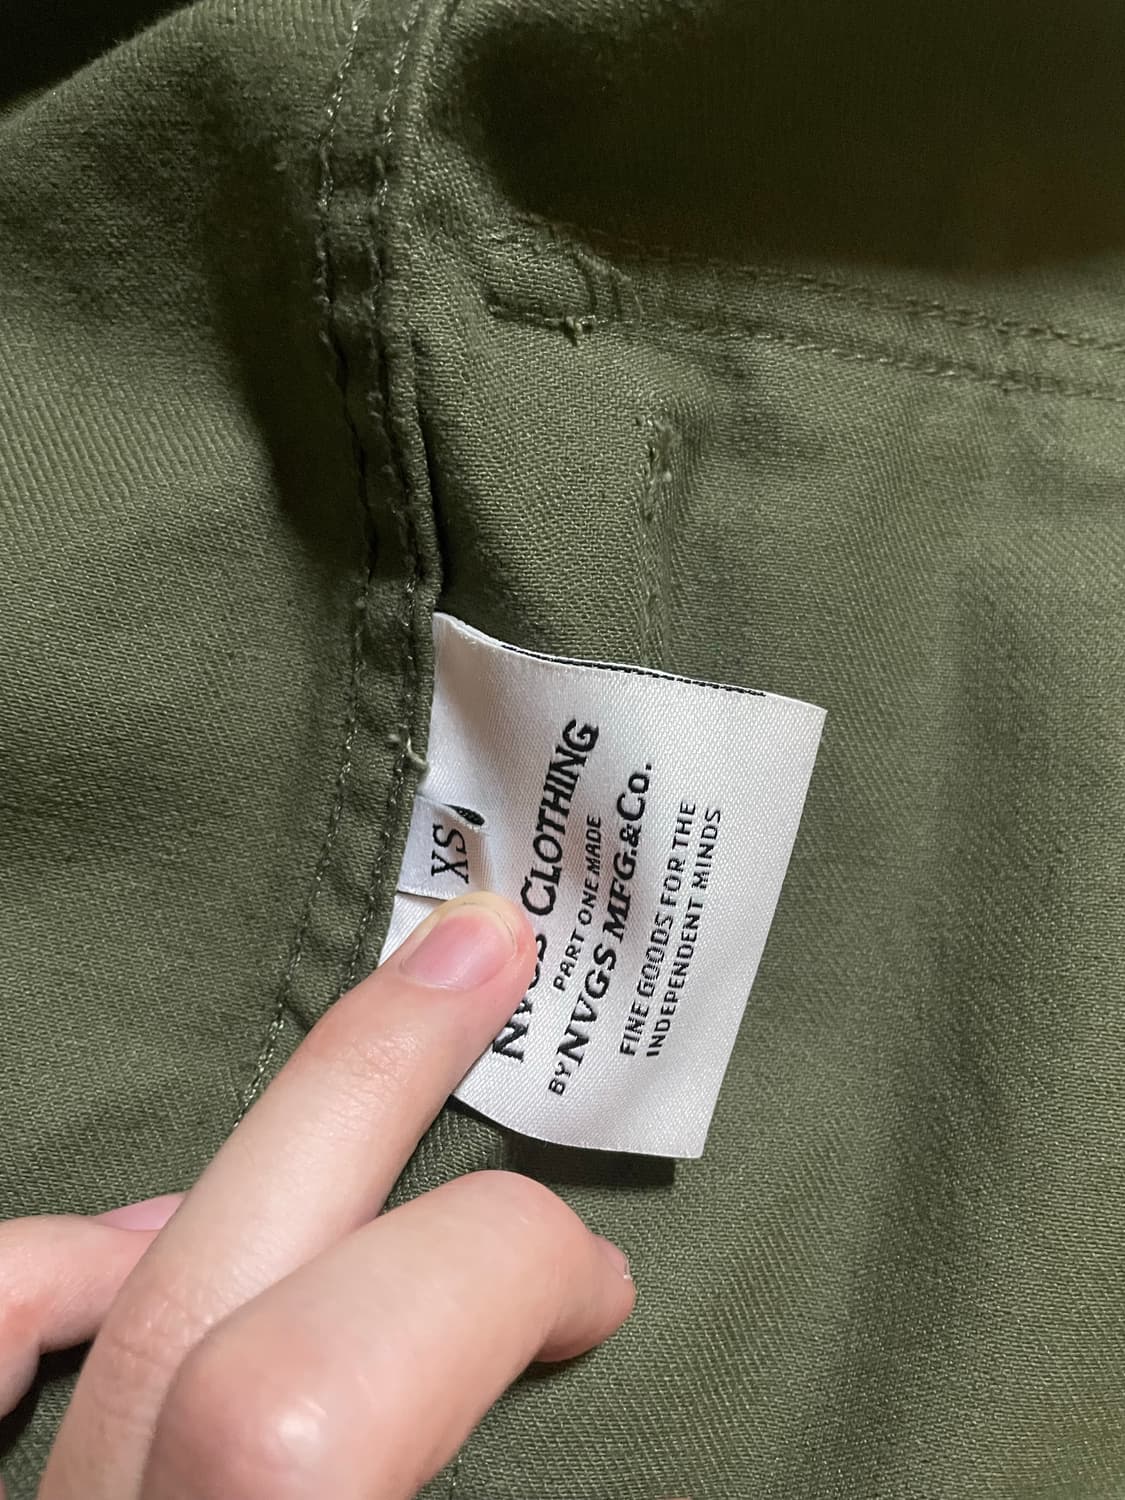 XS
CLOTHING
PART ONE MADE
BY NVGS MFG.&Co.
FINE GOODS FOR THE
INDEPENDENT MINDS